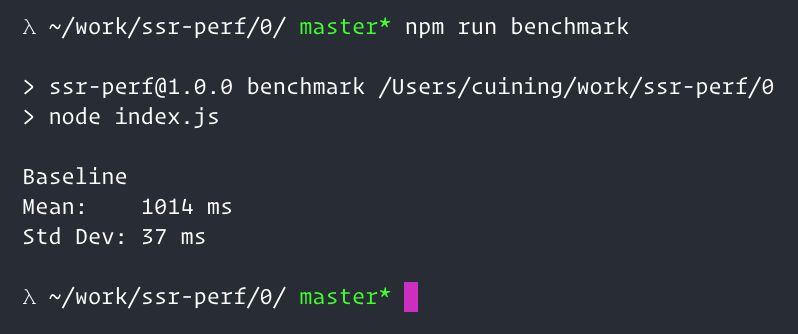 λ ~/work/ssr-perf/0/ master* npm run benchmark
> ssr-perf@1.0.0 benchmark /Users/cuining/work/ssr-perf/0
> node index.js
Baseline
Mean:    1014 ms
Std Dev: 37 ms
λ ~/work/ssr-perf/0/ master*